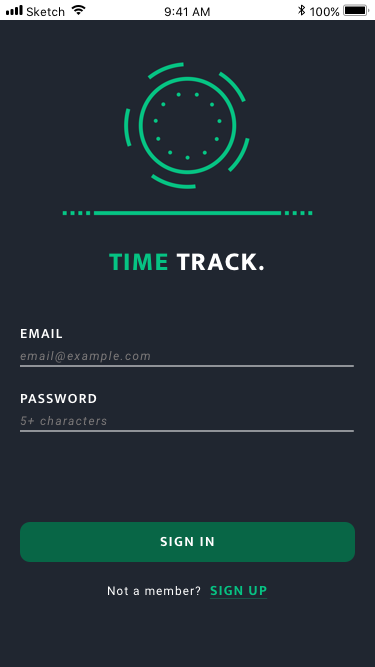 Sketch 9:41 AM 100%
TIME TRACK.
EMAIL
email@example.com
PASSWORD
5+ characters
SIGN IN
Not a member? SIGN UP